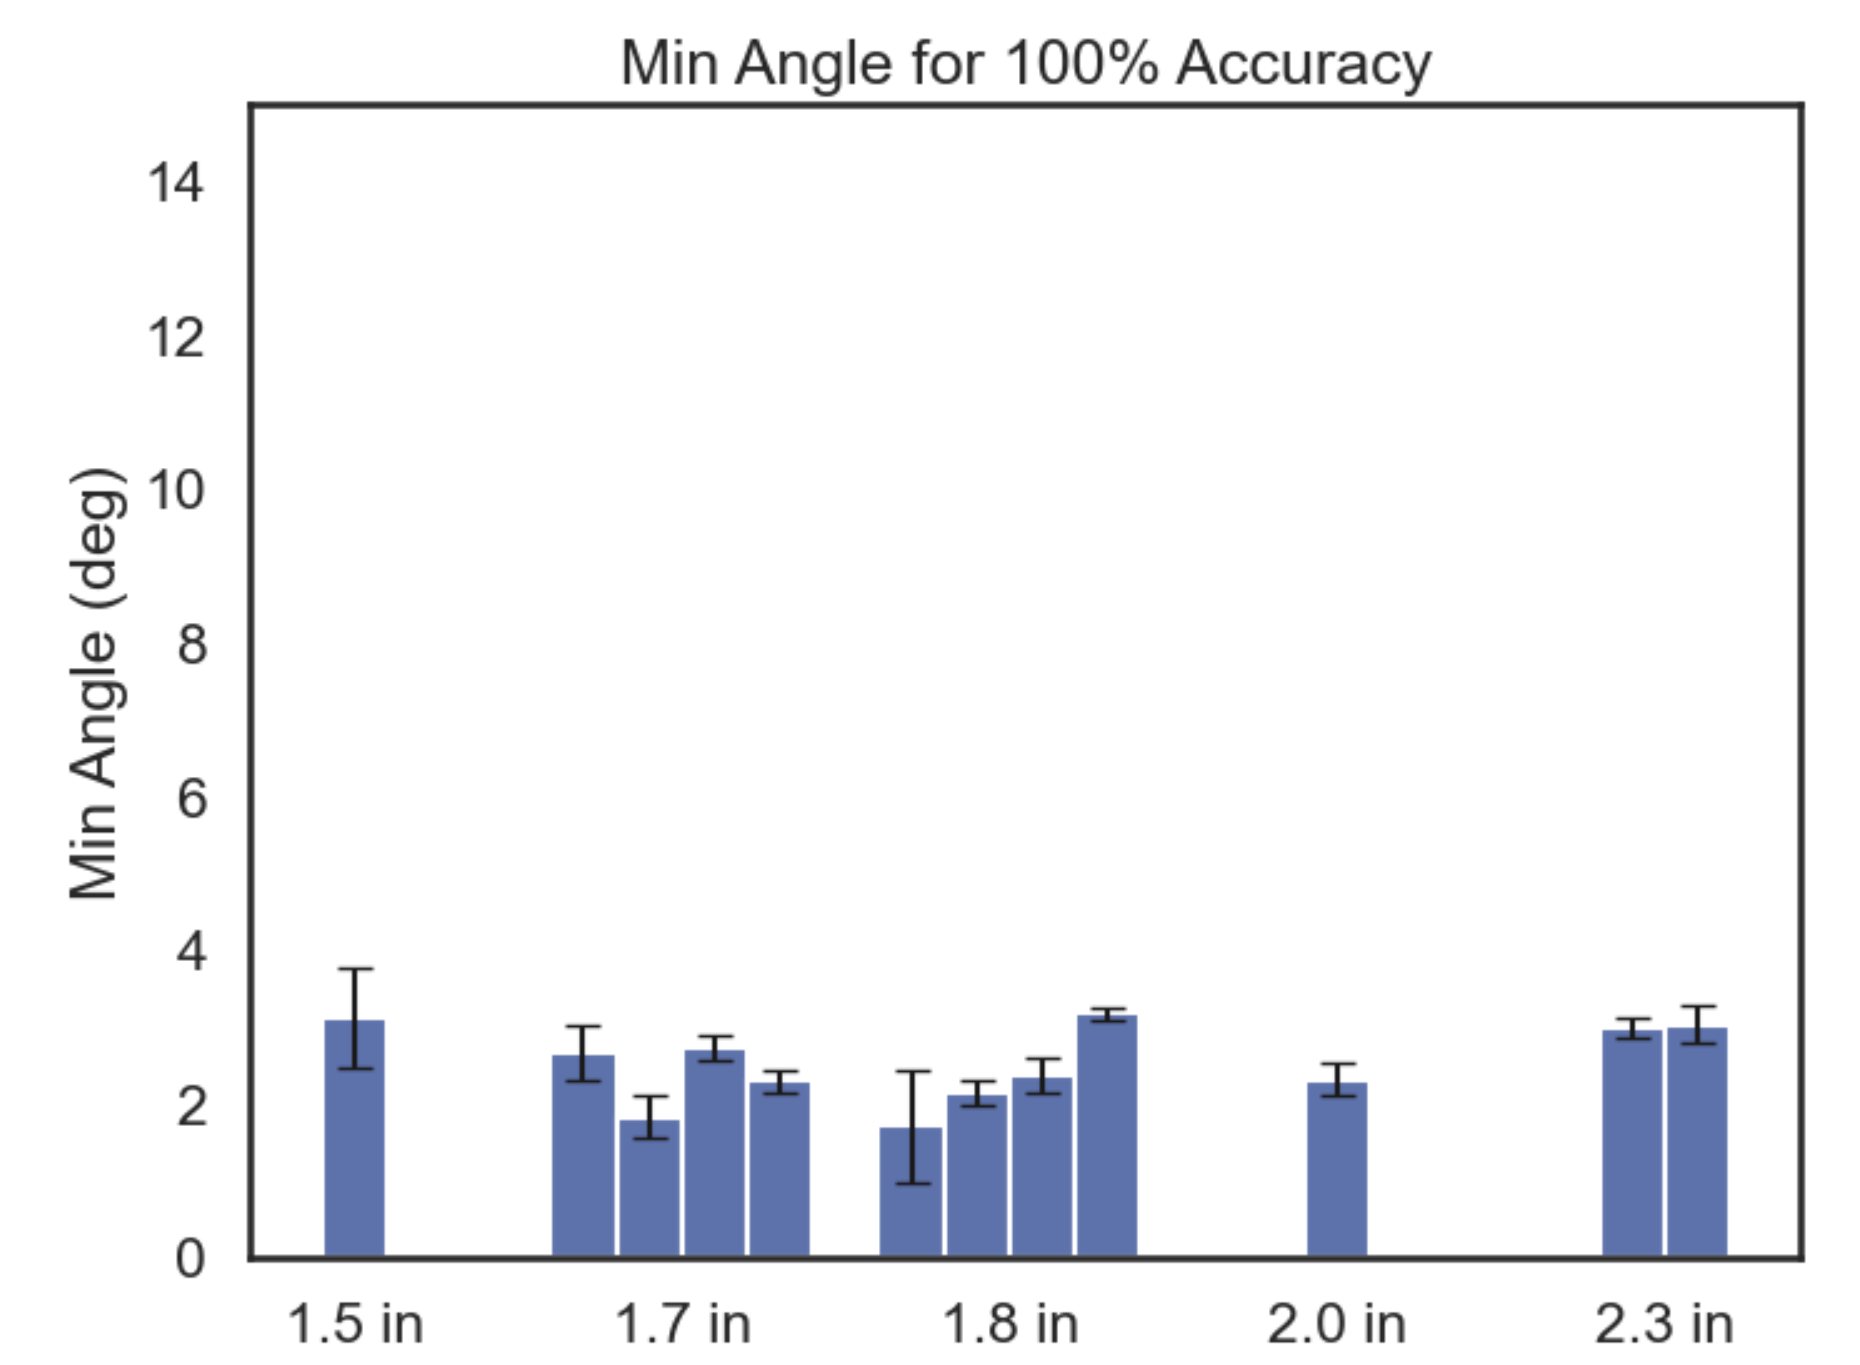 Min Angle for 100% Accuracy
Min Angle (deg)
14
12
10
8
6
4
2
0
1.5 in
1.7 in
1.8 in
2.0 in
2.3 in